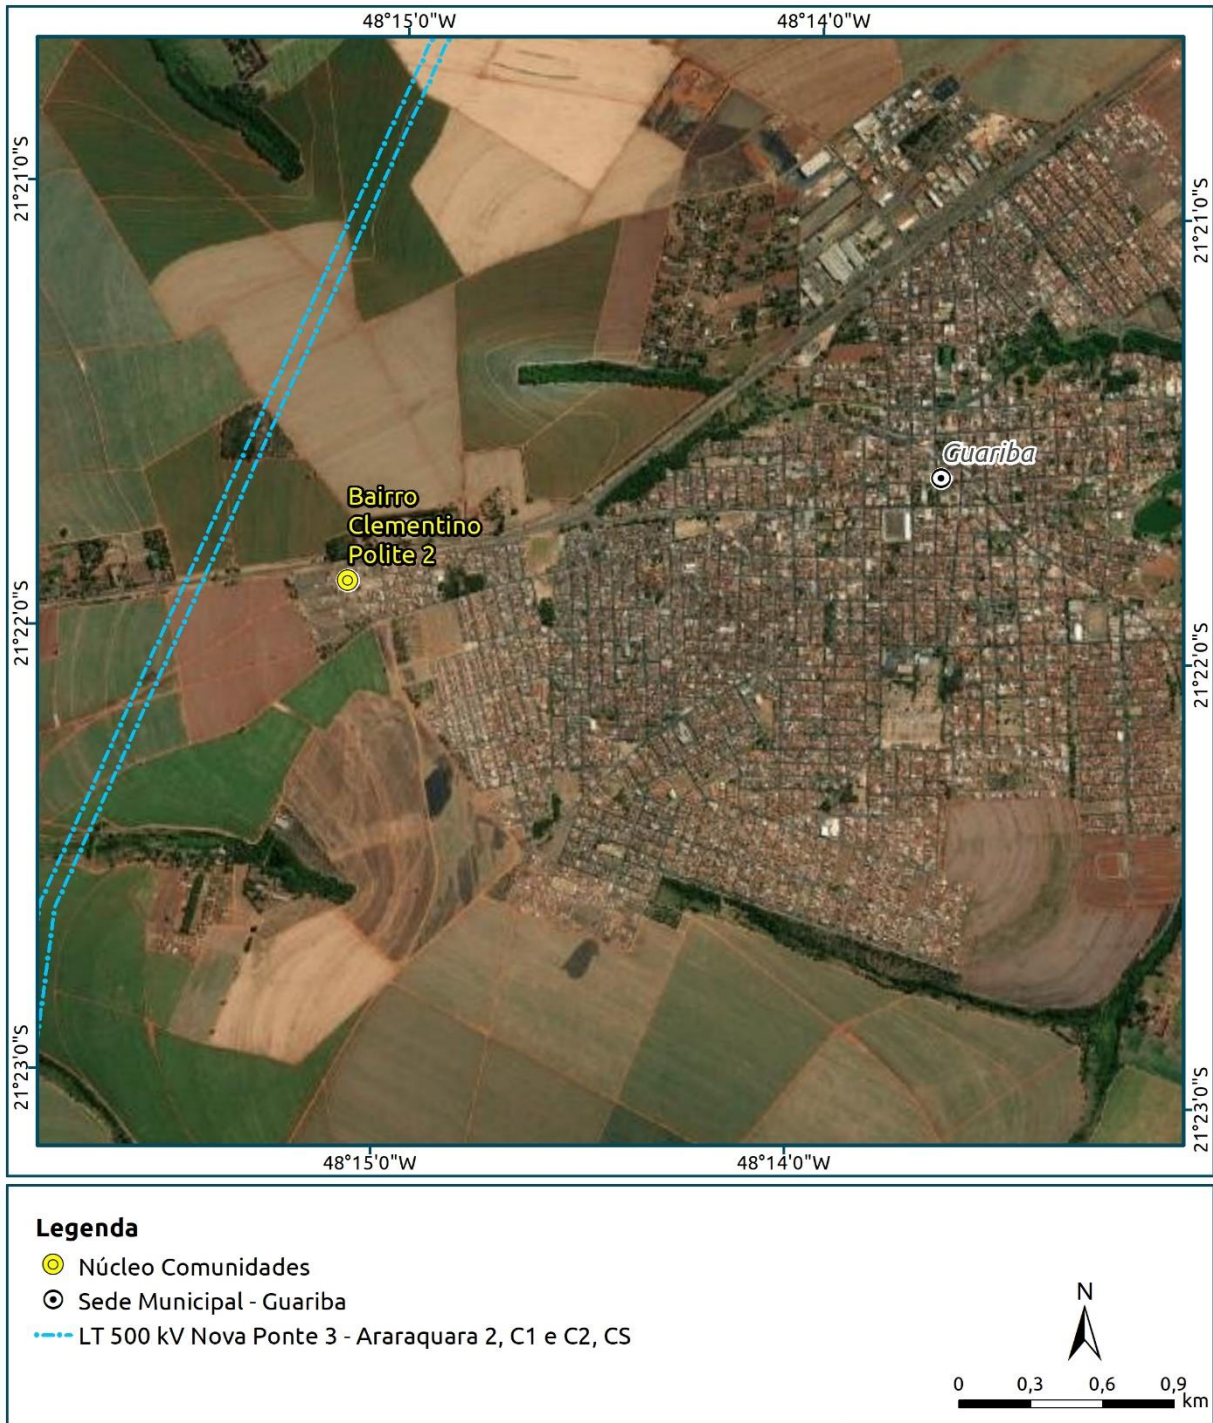 48°15'0"W
48°14'0"W
21°21'0"S
21°21'0"S
Guariba
Bairro
Clementino
Polite 2
21°22'0"S
21°22'0"S
21°23'0"S
21°23'0"S
48°15'0"W
48°14'0"W
Legenda
Núcleo Comunidades
Sede Municipal - Guariba
LT 500 kV Nova Ponte 3 - Araraquara 2, C1 e C2, CS
N
0 0,3 0,6 0,9
km